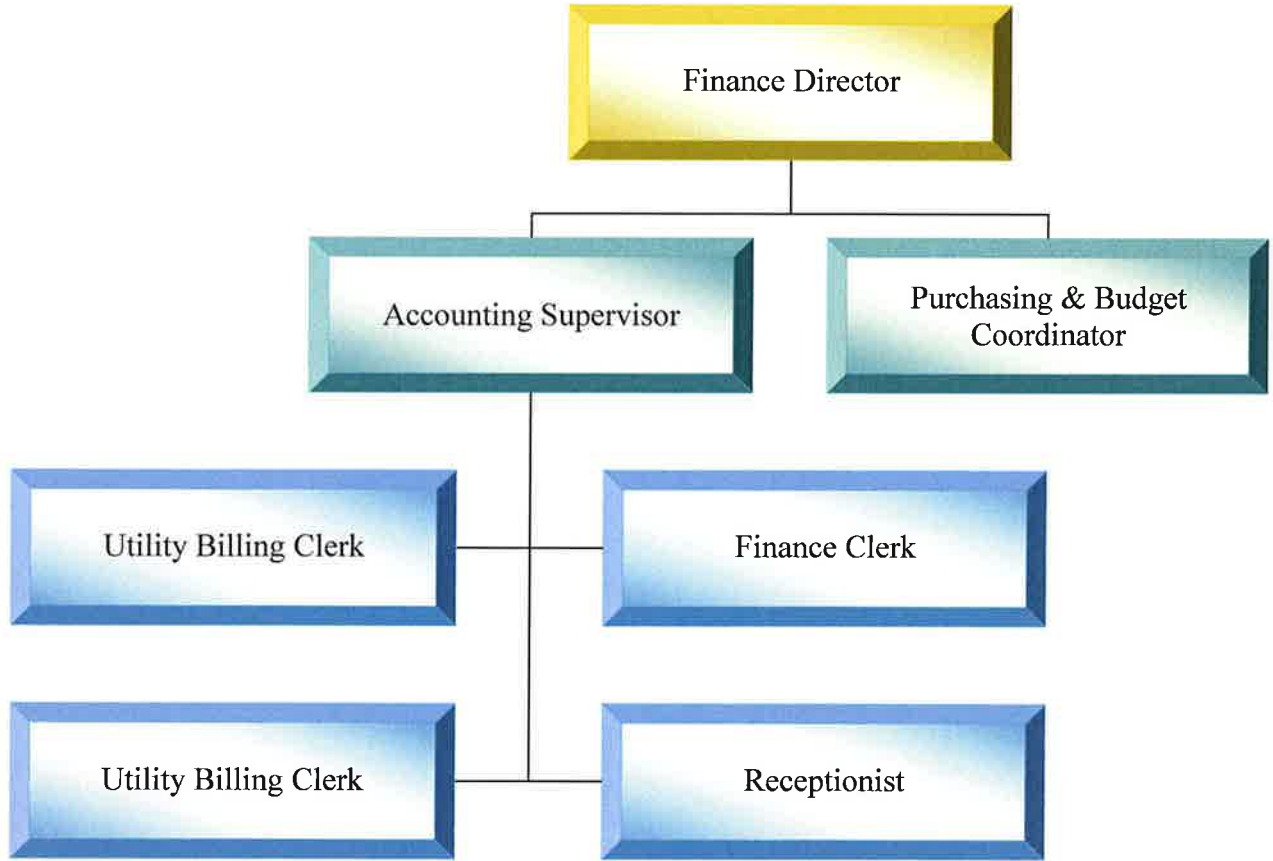 Finance Director
Accounting Supervisor
Purchasing & Budget
Coordinator
Utility Billing Clerk
Finance Clerk
Utility Billing Clerk
Receptionist